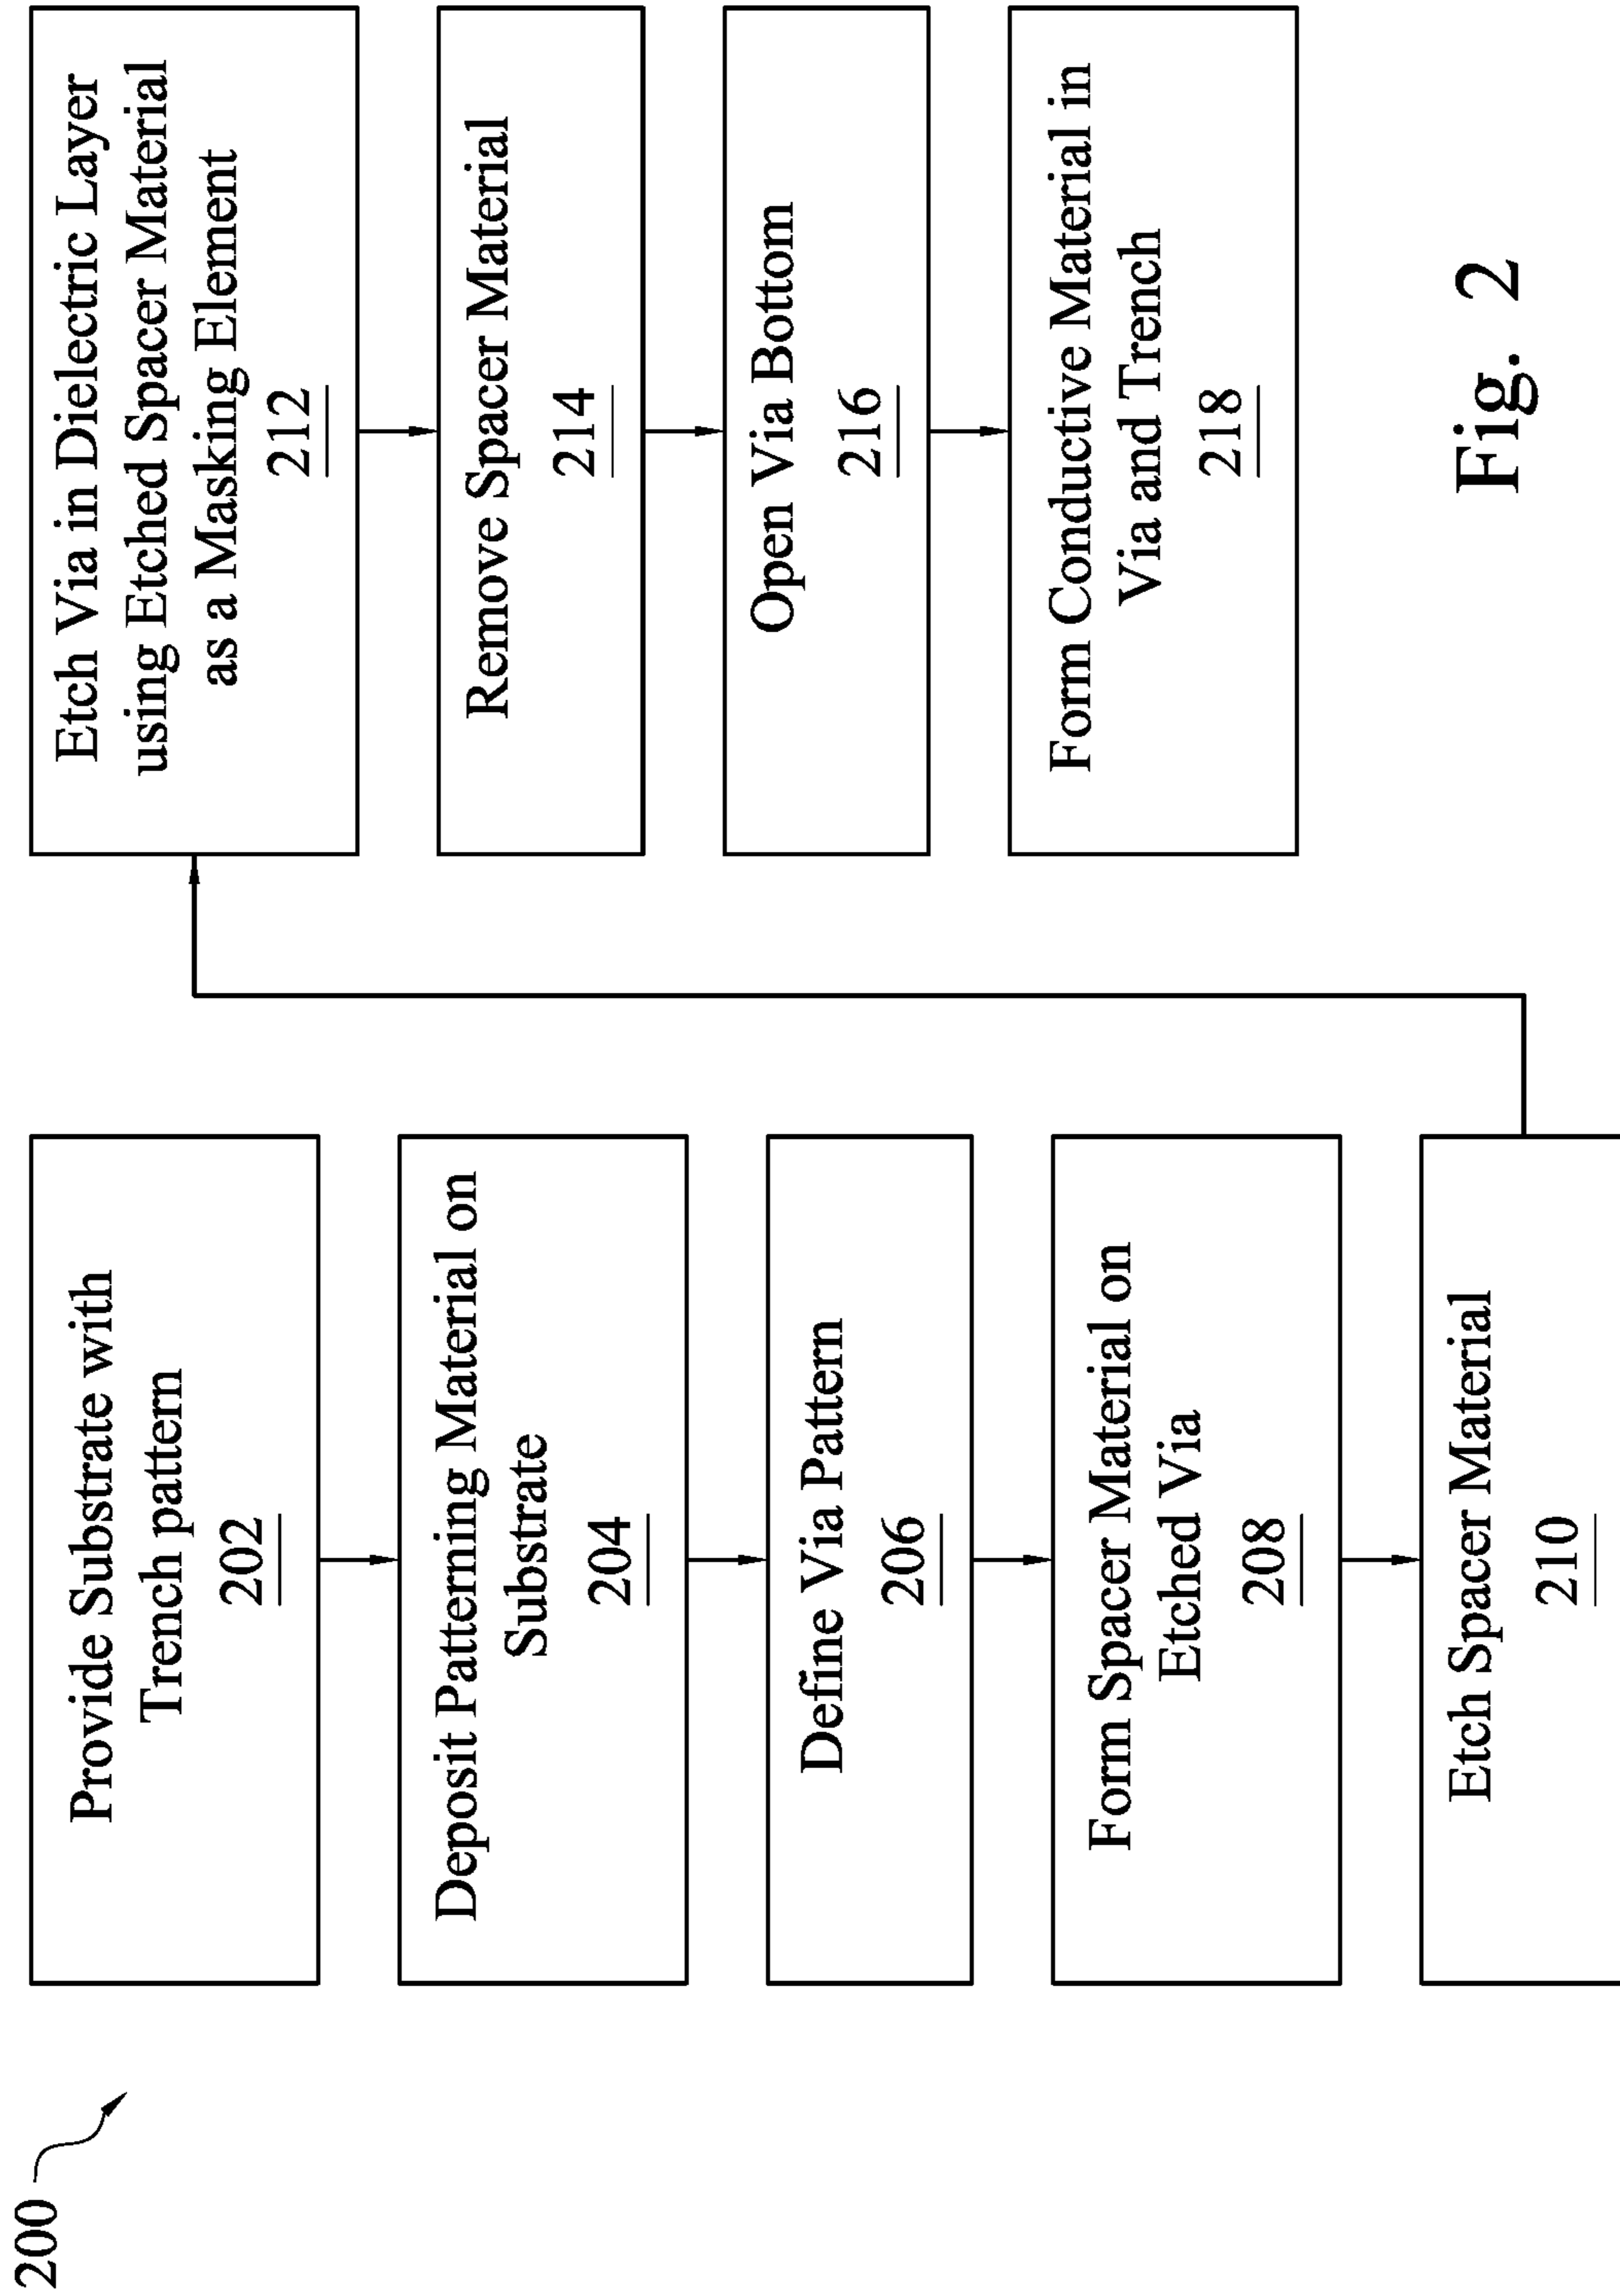 200
Provide Substrate with
Trench pattern
202
Deposit Patterning Material on
Substrate
204
Define Via Pattern
206
Form Spacer Material on
Etched Via
208
Etch Spacer Material
210
Etch Via in Dielectric Layer
using Etched Spacer Material
as a Masking Element
212
Remove Spacer Material
214
Open Via Bottom
216
Form Conductive Material in
Via and Trench
218
Fig. 2